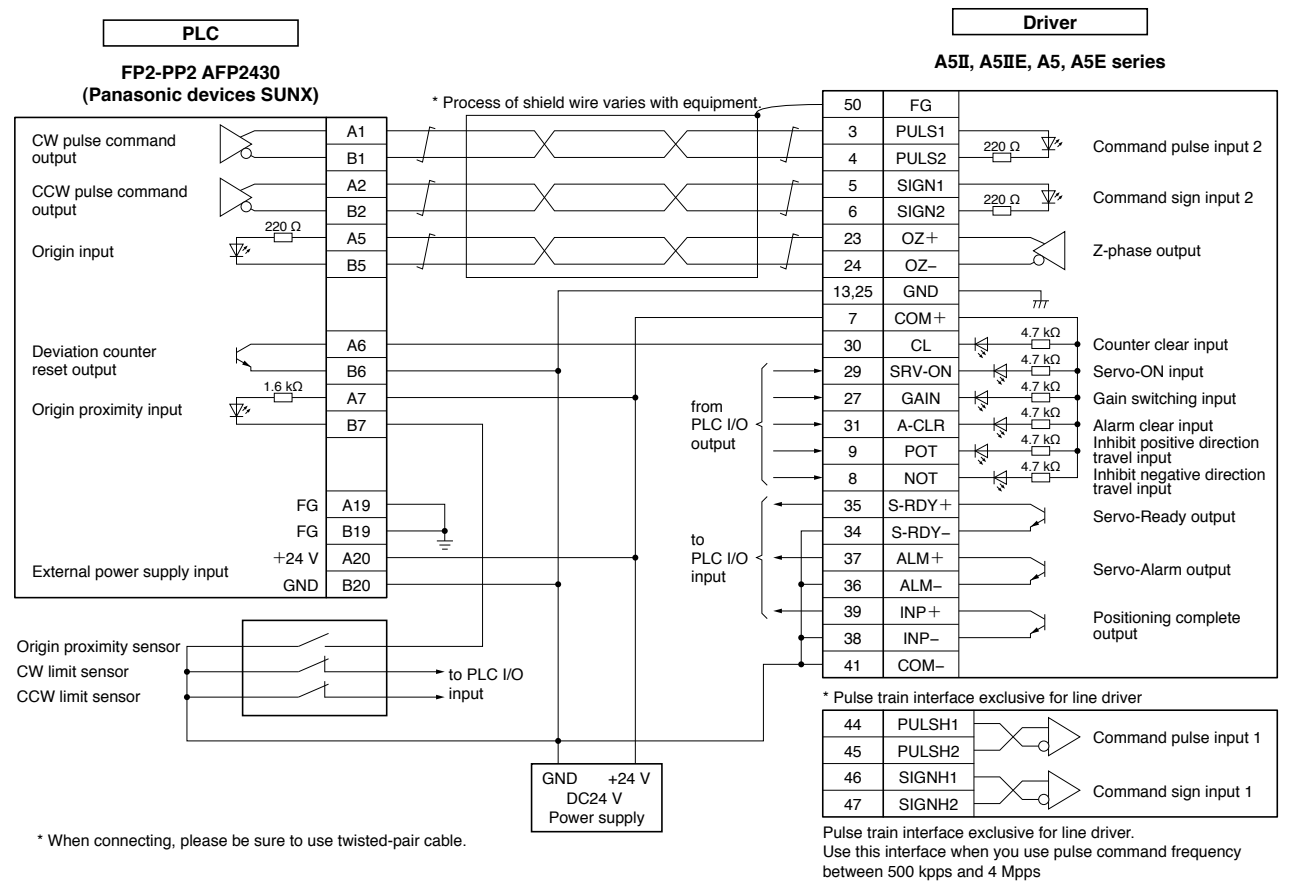 PLC
FP2-PP2 AFP2430
(Panasonic devices SUNX)
Driver
A5II, A5IIE, A5, A5E series
* Process of shield wire varies with equipment.
CW pulse command
output
A1
B1
CCW pulse command
output
A2
B2
Origin input
220 Ω
A5
B5
Deviation counter
reset output
A6
B6
Origin proximity input
1.6 kΩ
A7
B7
FG A19
FG B19
External power supply input
+24 V A20
GND B20
Origin proximity sensor
CW limit sensor
CCW limit sensor
to PLC I/O
input
GND +24 V
DC24 V
Power supply
* When connecting, please be sure to use twisted-pair cable.
from
PLC I/O
output
to
PLC I/O
input
50 FG
3 PULS1
4 PULS2
220 Ω
Command pulse input 2
5 SIGN1
6 SIGN2
220 Ω
Command sign input 2
23 OZ+
24 OZ−
Z-phase output
13,25 GND
7 COM+
30 CL 4.7 kΩ Counter clear input
29 SRV-ON 4.7 kΩ Servo-ON input
27 GAIN 4.7 kΩ Gain switching input
31 A-CLR 4.7 kΩ Alarm clear input
9 POT 4.7 kΩ Inhibit positive direction
travel input
8 NOT 4.7 kΩ Inhibit negative direction
travel input
35 S-RDY+
34 S-RDY−
Servo-Ready output
37 ALM+
36 ALM−
Servo-Alarm output
39 INP+
38 INP−
Positioning complete
output
41 COM−
* Pulse train interface exclusive for line driver
44 PULSH1
45 PULSH2
Command pulse input 1
46 SIGNH1
47 SIGNH2
Command sign input 1
Pulse train interface exclusive for line driver.
Use this interface when you use pulse command frequency
between 500 kpps and 4 Mpps